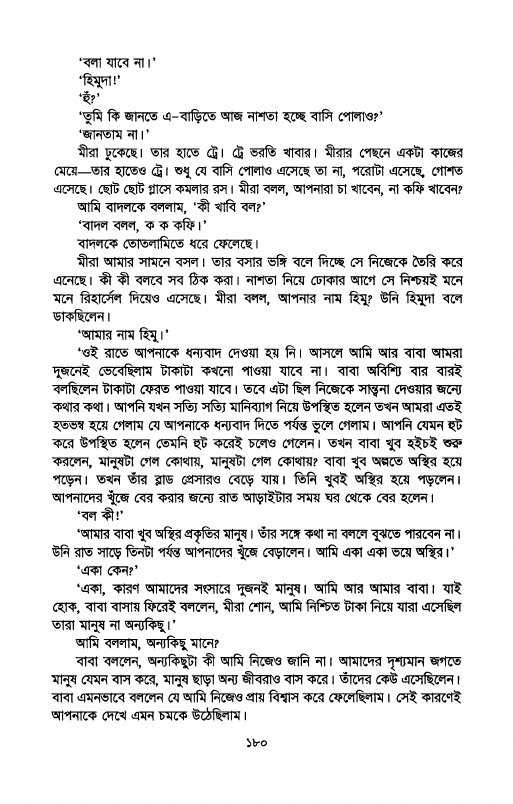 ‘বলা যাবে না।’
‘হিমুদা!’
‘হুঁ?’
‘তুমি কি জানতে এ-বাড়িতে আজ নাশতা হচ্ছে বাসি পোলাও?’
‘জানতাম না।’
মীরা ঢুকেছে। তার হাতে ট্রে। ট্রে ভরতি খাবার। মীরার পেছনে একটা কাজের
মেয়ে—তার হাতেও ট্রে। শুধু যে বাসি পোলাও এসেছে তা না, পরোটা এসেছে, গোশত
এসেছে। ছোট ছোট গ্লাসে কমলার রস। মীরা বলল, আপনারা চা খাবেন, না কফি খাবেন?
আমি বাদলকে বললাম, ‘কী খাবি বল?’
‘বাদল বলল, ক ক কফি।’
বাদলকে তোতলামিতে ধরে ফেলেছে।
মীরা আমার সামনে বসল। তার বসার ভঙ্গি বলে দিচ্ছে সে নিজেকে তৈরি করে
এনেছে। কী কী বলবে সব ঠিক করা। নাশতা নিয়ে ঢোকার আগে সে নিশ্চয়ই মনে
মনে রিহার্সেল দিয়েও এসেছে। মীরা বলল, আপনার নাম হিমু? উনি হিমুদা বলে
ডাকছিলেন।
‘আমার নাম হিমু।’
‘ওই রাতে আপনাকে ধন্যবাদ দেওয়া হয় নি। আসলে আমি আর বাবা আমরা
দুজনেই ভেবেছিলাম টাকাটা কখনো পাওয়া যাবে না। বাবা অবিশ্যি বার বারই
বলছিলেন টাকাটা ফেরত পাওয়া যাবে। তবে এটা ছিল নিজেকে সান্ত্বনা দেওয়ার জন্যে
কথার কথা। আপনি যখন সত্যি সত্যি মানিব্যাগ নিয়ে উপস্থিত হলেন তখন আমরা এতই
হতভম্ব হয়ে গেলাম যে আপনাকে ধন্যবাদ দিতে পর্যন্ত ভুলে গেলাম। আপনি যেমন হুট
করে উপস্থিত হলেন তেমনি হুট করেই চলেও গেলেন। তখন বাবা খুব হইচই শুরু
করলেন, মানুষটা গেল কোথায়, মানুষটা গেল কোথায়? বাবা খুব অল্পতে অস্থির হয়ে
পড়েন। তখন তাঁর ব্লাড প্রেসারও বেড়ে যায়। তিনি খুবই অস্থির হয়ে পড়লেন।
আপনাদের খুঁজে বের করার জন্যে রাত আড়াইটার সময় ঘর থেকে বের হলেন।
‘বল কী!’
‘আমার বাবা খুব অস্থির প্রকৃতির মানুষ। তাঁর সঙ্গে কথা না বললে বুঝতে পারবেন না।
উনি রাত সাড়ে তিনটা পর্যন্ত আপনাদের খুঁজে বেড়ালেন। আমি একা একা ভয়ে অস্থির।’
‘একা কেন?’
‘একা, কারণ আমাদের সংসারে দুজনই মানুষ। আমি আর আমার বাবা। যাই
হোক, বাবা বাসায় ফিরেই বললেন, মীরা শোন, আমি নিশ্চিত টাকা নিয়ে যারা এসেছিল
তারা মানুষ না অন্যকিছু।’
আমি বললাম, অন্যকিছু মানে?
বাবা বললেন, অন্যকিছুটা কী আমি নিজেও জানি না। আমাদের দৃশ্যমান জগতে
মানুষ যেমন বাস করে, মানুষ ছাড়া অন্য জীবরাও বাস করে। তাঁদের কেউ এসেছিলেন।
বাবা এমনভাবে বললেন যে আমি নিজেও প্রায় বিশ্বাস করে ফেলেছিলাম। সেই কারণেই
আপনাকে দেখে এমন চমকে উঠেছিলাম।
১৮০